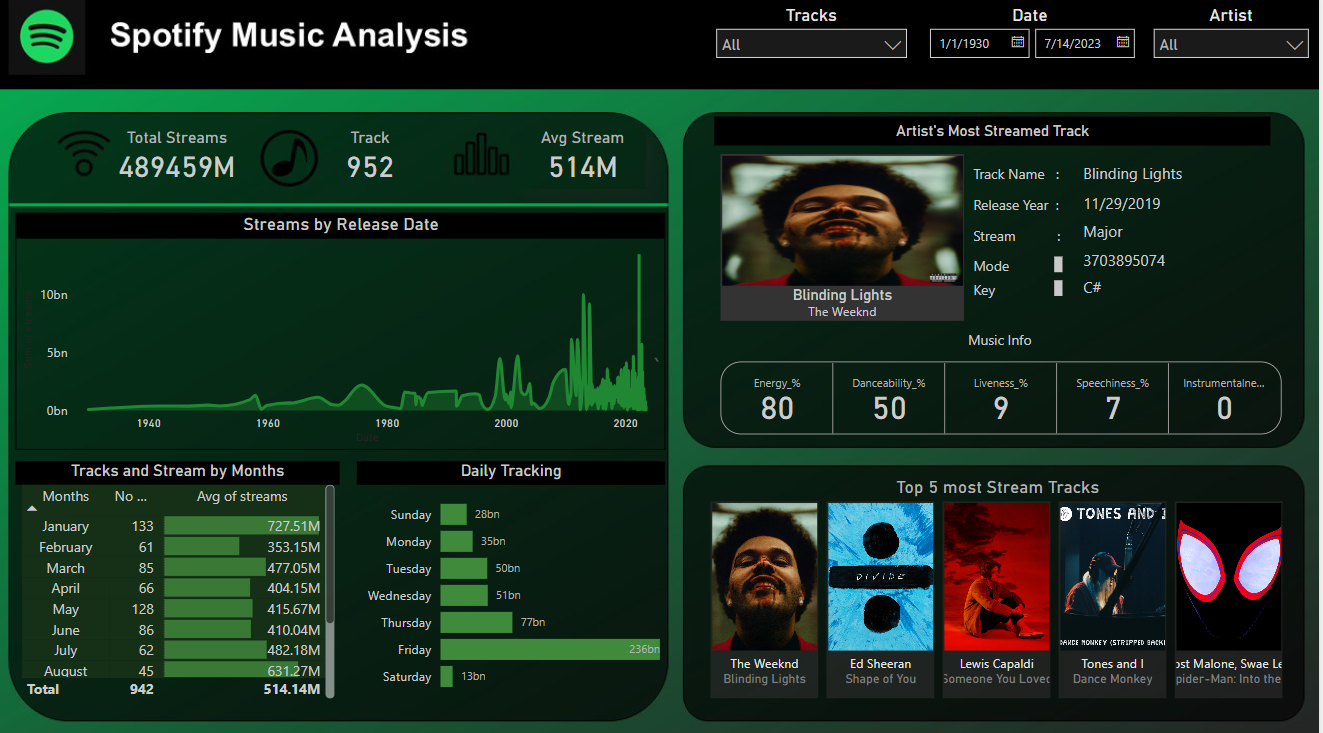 Spotify Music Analysis
Tracks
All
Date
1/1/1930
7/14/2023
Artist
All
Total Streams
489459M
Track
952
Avg Stream
514M
Streams by Release Date
10bn
5bn
0bn
1940
1960
1980
2000
2020
Date
Tracks and Stream by Months
Months No ... Avg of streams
January 133 727.51M
February 61 353.15M
March 85 477.05M
April 66 404.15M
May 128 415.67M
June 86 410.04M
July 62 482.18M
August 45 631.27M
Total 942 514.14M
Daily Tracking
Sunday 28bn
Monday 35bn
Tuesday 50bn
Wednesday 51bn
Thursday 77bn
Friday 236bn
Saturday 13bn
Artist's Most Streamed Track
Blinding Lights
The Weeknd
Track Name : Blinding Lights
Release Year : 11/29/2019
Stream : Major
Mode 3703895074
Key C#
Music Info
Energy_% Danceability_% Liveness_% Speechiness_% Instrumentalne...
80 50 9 7 0
Top 5 most Stream Tracks
DIVIDE
TONES AND I
DANCE MONKEY (STRIPPED BACK)
The Weeknd
Blinding Lights
Ed Sheeran
Shape of You
Lewis Capaldi
Someone You Loved
Tones and I
Dance Monkey
ost Malone, Swae Le
pider-Man: Into the